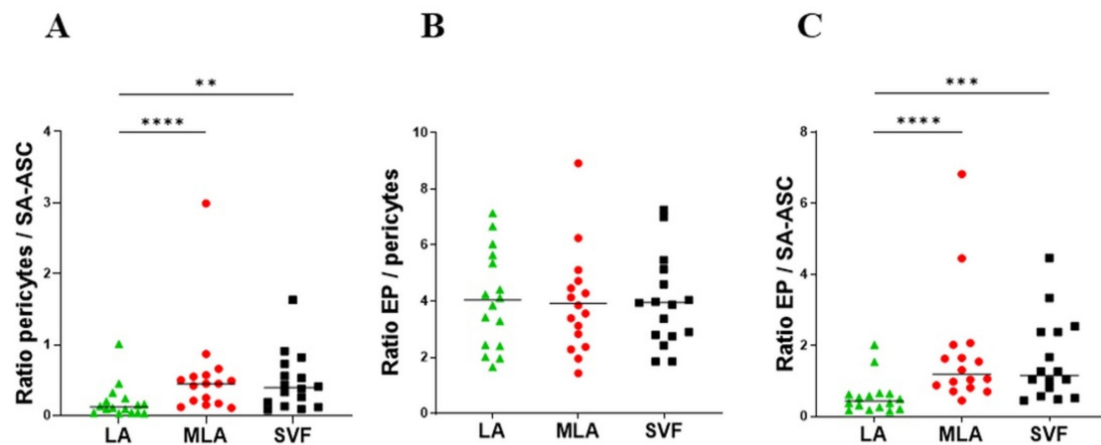 A
B
C
**
****
Ratio pericytes / SA-ASC
4
3
2
1
0
LA MLA SVF
Ratio EP / pericytes
10
8
6
4
2
0
LA MLA SVF
***
****
Ratio EP / SA-ASC
8
6
4
2
0
LA MLA SVF